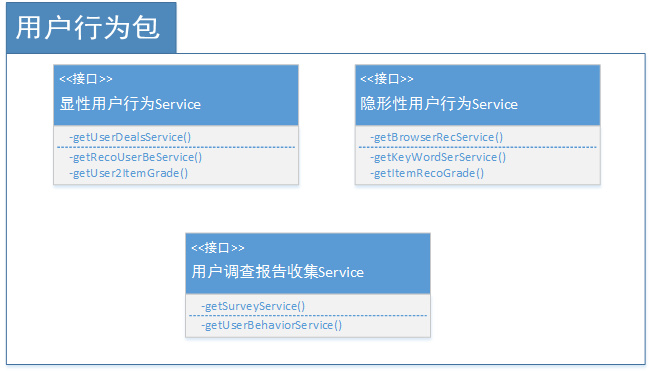 用户行为包
<<接口>>
显性用户行为Service
-getUserDealsService()
-getRecoUserBeService()
-getUser2ItemGrade()
<<接口>>
隐形性用户行为Service
-getBrowserRecService()
-getKeyWordSerService()
-getItemRecoGrade()
<<接口>>
用户调查报告收集Service
-getSurveyService()
-getUserBehaviorService()